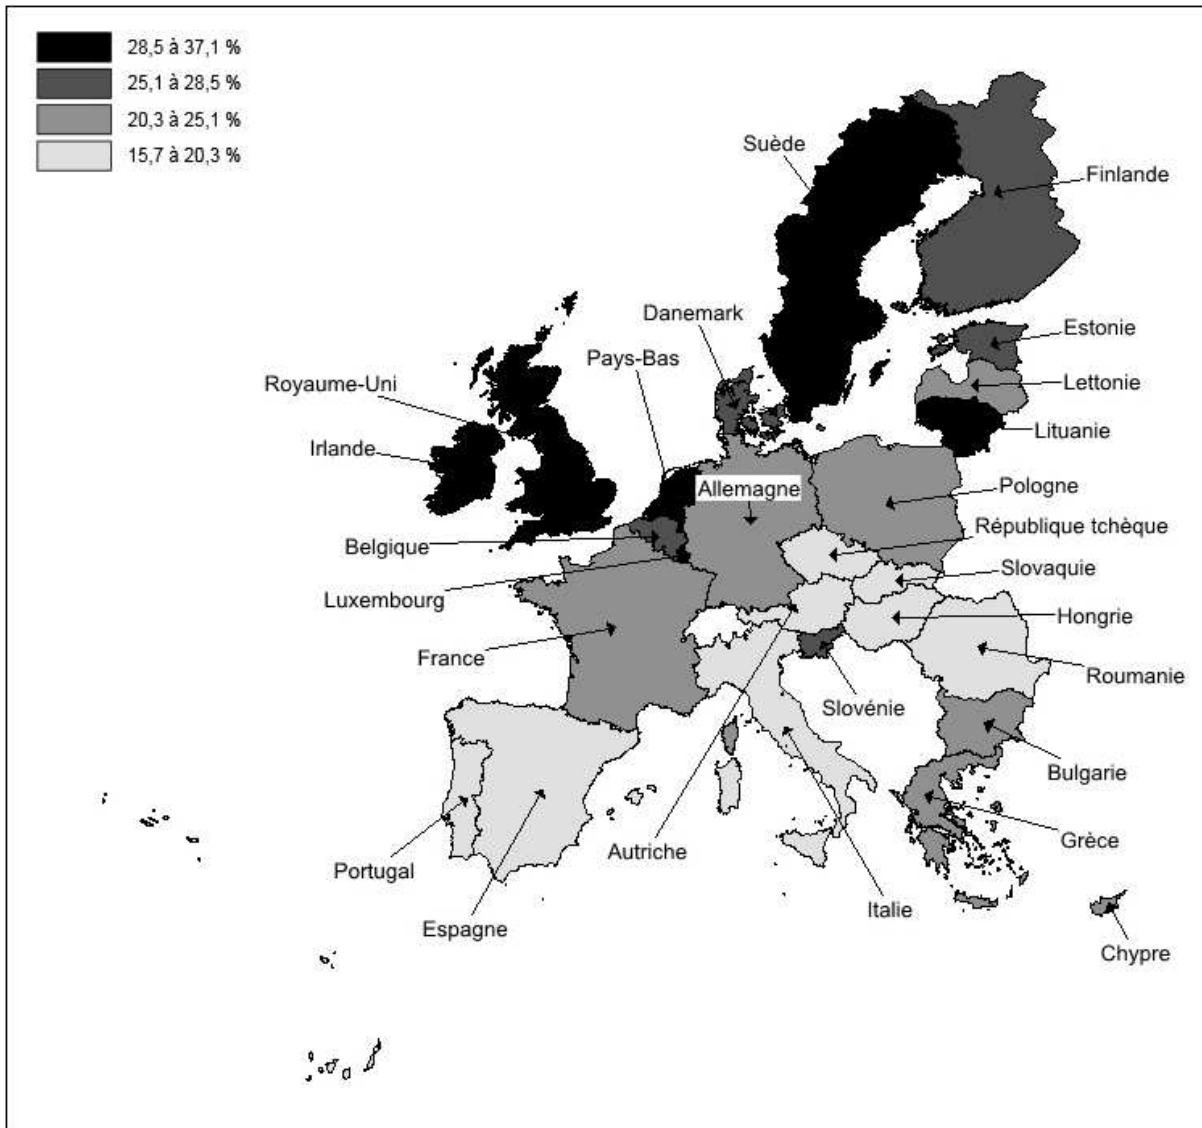 28,5 à 37,1 %
25,1 à 28,5 %
20,3 à 25,1 %
15,7 à 20,3 %
Suède
Finlande
Danemark
Estonie
Pays-Bas
Royaume-Uni
Lettonie
Lituanie
Irlande
Allemagne
Pologne
République tchèque
Belgique
Slovaquie
Luxembourg
Hongrie
France
Roumanie
Slovénie
Bulgarie
Grèce
Autriche
Portugal
Italie
Espagne
Chypre